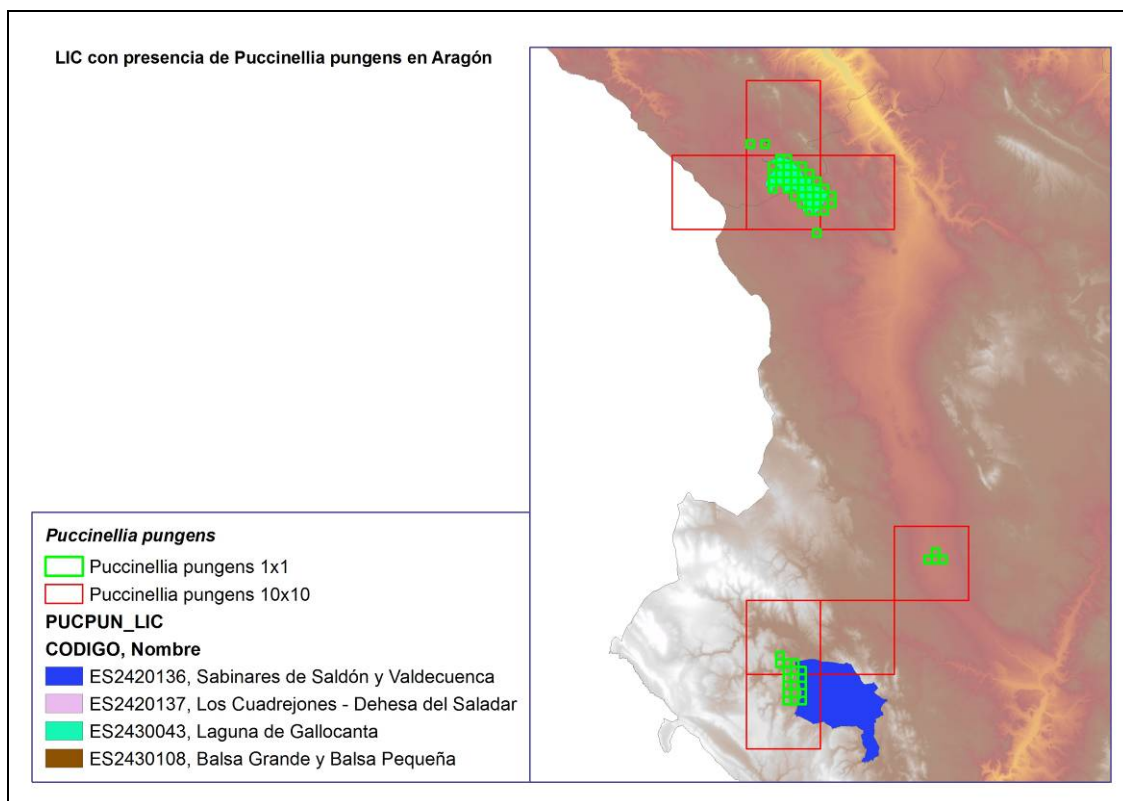 LIC con presencia de Puccinellia pungens en Aragón
Puccinellia pungens
Puccinellia pungens 1x1
Puccinellia pungens 10x10
PUCPUN_LIC
CODIGO, Nombre
ES2420136, Sabinares de Saldón y Valdecuenca
ES2420137, Los Cuadrejones - Dehesa del Saladar
ES2430043, Laguna de Gallocanta
ES2430108, Balsa Grande y Balsa Pequeña